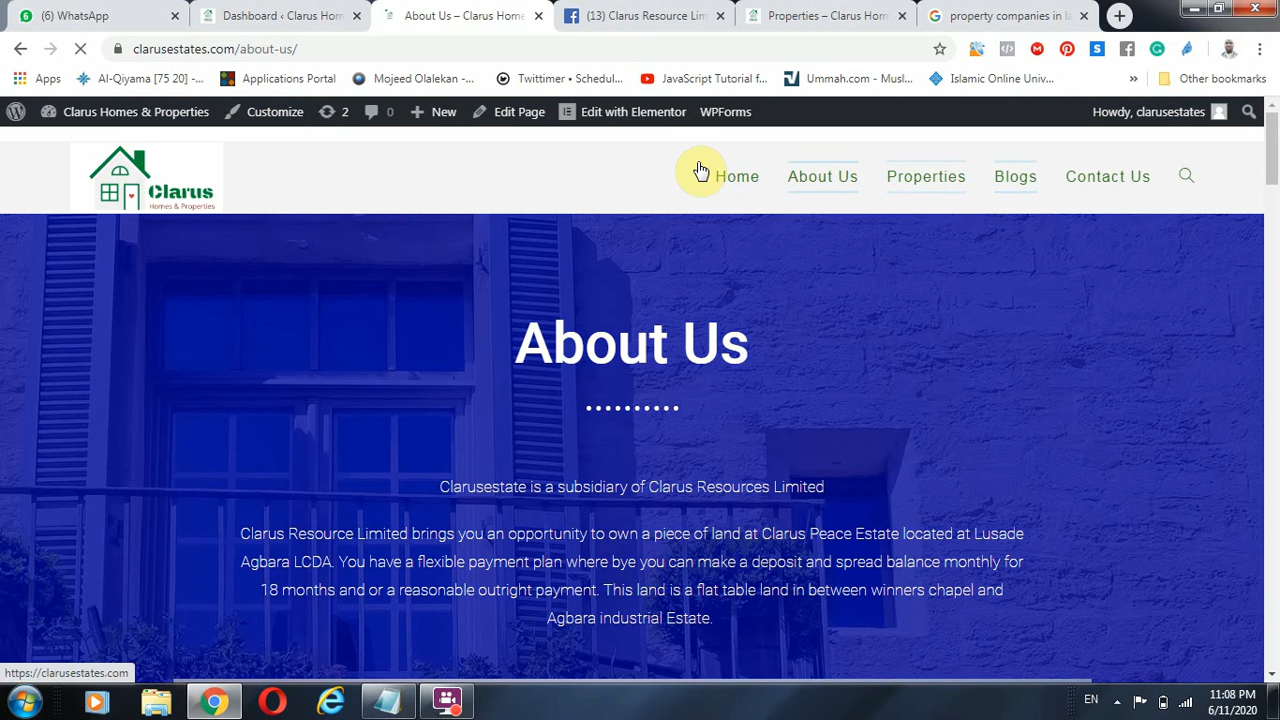 (6) WhatsApp
Dashboard ‹ Clarus Hom
About Us – Clarus Home
(13) Clarus Resource Lim
Properties – Clarus Home
property companies in la
clarusestates.com/about-us/
Apps
Al-Qiyama [75 20] -...
Applications Portal
Mojeed Olalekan -...
Twittimer • Schedul...
JavaScript Tutorial f...
Ummah.com - Musl...
Islamic Online Univ...
»
Other bookmarks
Clarus Homes & Properties
Customize
2
0
New
Edit Page
Edit with Elementor
WPForms
Howdy, clarusestates
Clarus
Homes & Properties
Home
About Us
Properties
Blogs
Contact Us
About Us
Clarusestate is a subsidiary of Clarus Resources Limited
Clarus Resource Limited brings you an opportunity to own a piece of land at Clarus Peace Estate located at Lusade
Agbara LCDA. You have a flexible payment plan where bye you can make a deposit and spread balance monthly for
18 months and or a reasonable outright payment. This land is a flat table land in between winners chapel and
Agbara industrial Estate.
https://clarusestates.com
EN
11:08 PM
6/11/2020